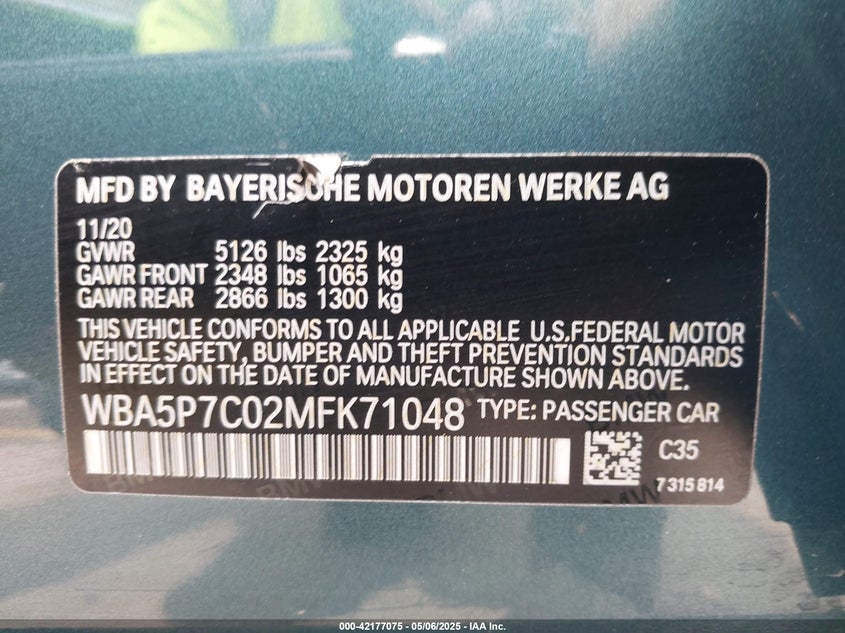 MFD BY BAYERISCHE MOTOREN WERKE AG
11/20
GVWR 5126 lbs 2325 kg
GAWR FRONT 2348 lbs 1065 kg
GAWR REAR 2866 lbs 1300 kg
THIS VEHICLE CONFORMS TO ALL APPLICABLE U.S.FEDERAL MOTOR
VEHICLE SAFETY, BUMPER AND THEFT PREVENTION STANDARDS
IN EFFECT ON THE DATE OF MANUFACTURE SHOWN ABOVE.
WBA5P7C02MFK71048 TYPE: PASSENGER CAR
C35
7315814
000-42177075 - 05/06/2025 - IAA Inc.